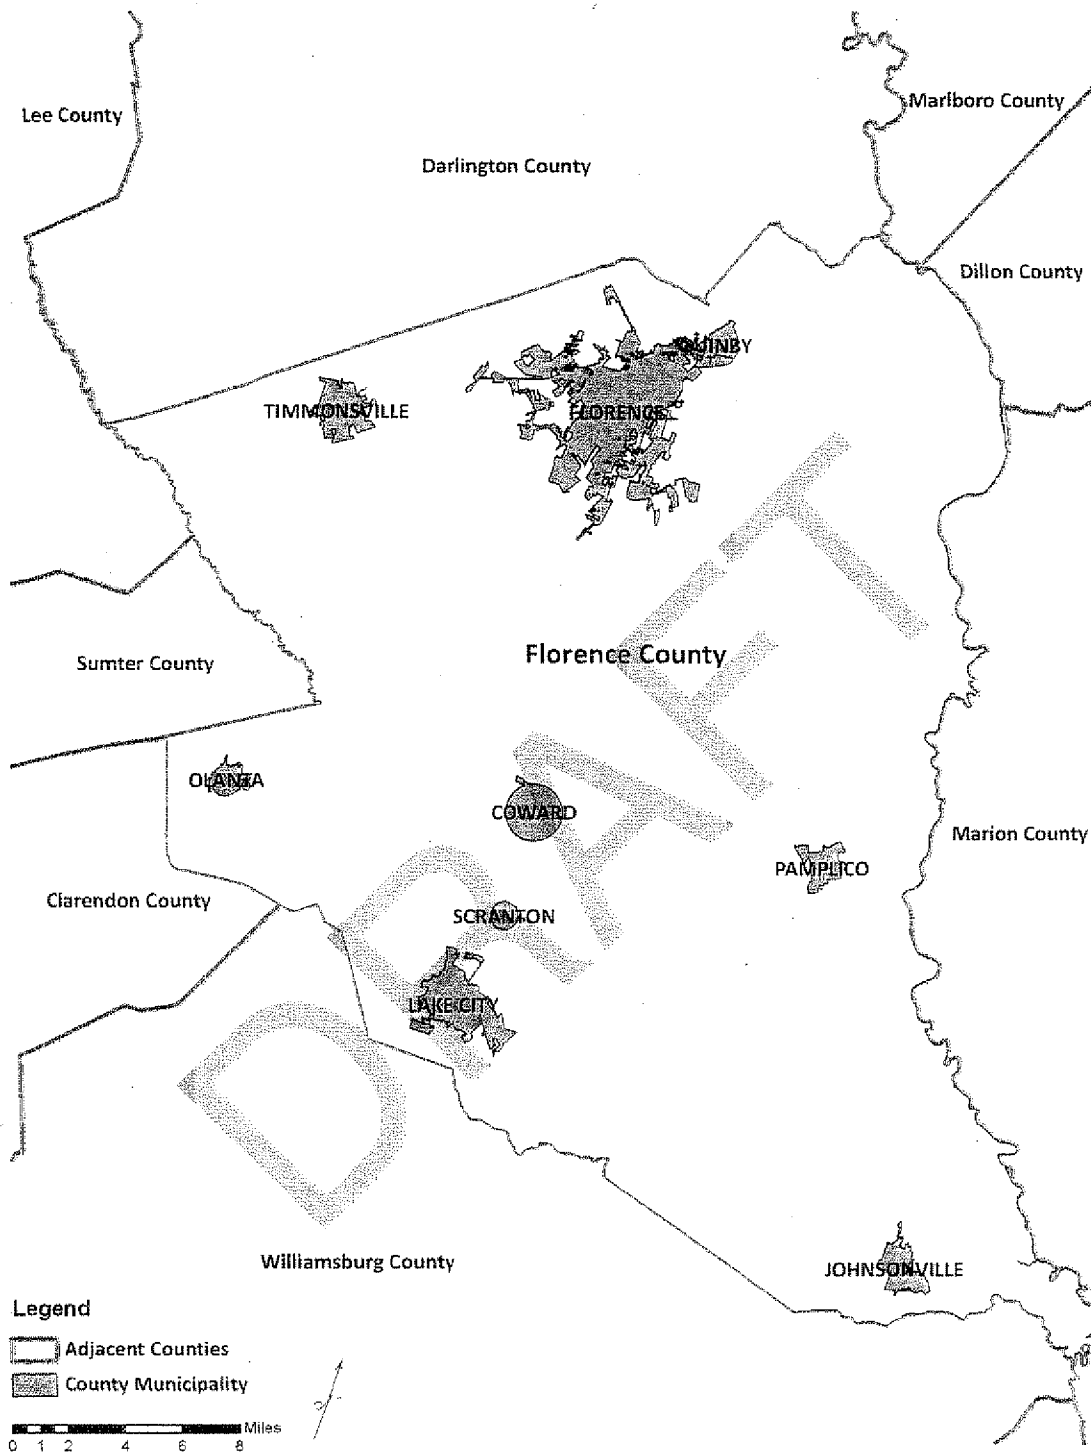 Lee County
Marlboro County
Darlington County
Dillon County
QUINBY
TIMMONSVILLE
FLORENCE
Florence County
Sumter County
OLANTA
COWARD
Marion County
PAMPLICO
Clarendon County
SCRANTON
LAKE CITY
DRAFT
Williamsburg County
JOHNSONVILLE
Legend
Adjacent Counties
County Municipality
Miles
0 1 2 4 6 8